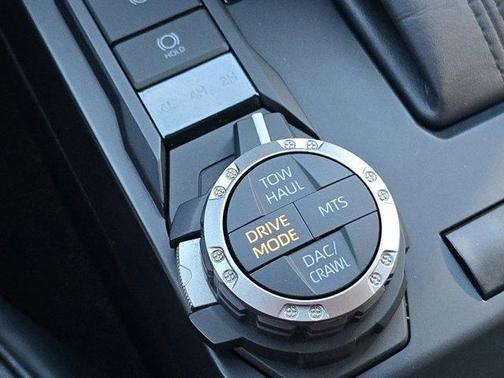 HOLD
4L 4H 2H
TOW
HAUL
MTS
DRIVE
MODE
DAC/
CRAWL